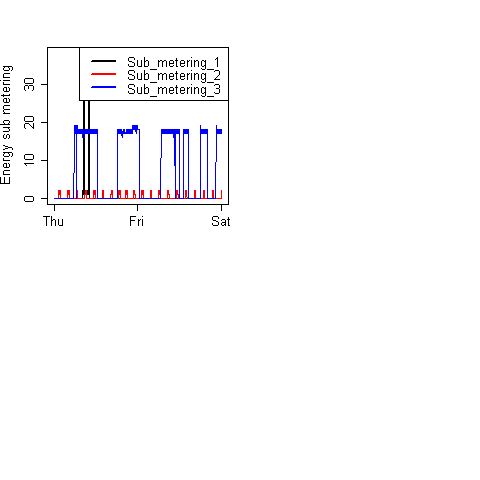 Sub_metering_1
Sub_metering_2
Sub_metering_3
Energy sub metering
30
20
10
0
Thu Fri Sat